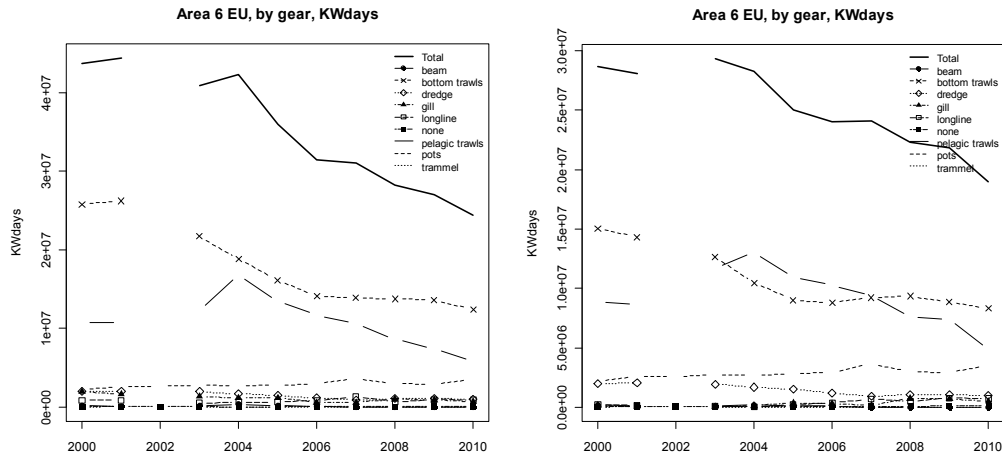 Area 6 EU, by gear, KWdays
KWdays
4e+07
3e+07
2e+07
1e+07
0e+00
Total
beam
bottom trawls
dredge
gill
longline
none
pelagic trawls
pots
trammel
2000 2002 2004 2006 2008 2010
Area 6 EU, by gear, KWdays
KWdays
3.0e+07
2.5e+07
2.0e+07
1.5e+07
1.0e+07
5.0e+06
0.0e+00
Total
beam
bottom trawls
dredge
gill
longline
none
pelagic trawls
pots
trammel
2000 2002 2004 2006 2008 2010